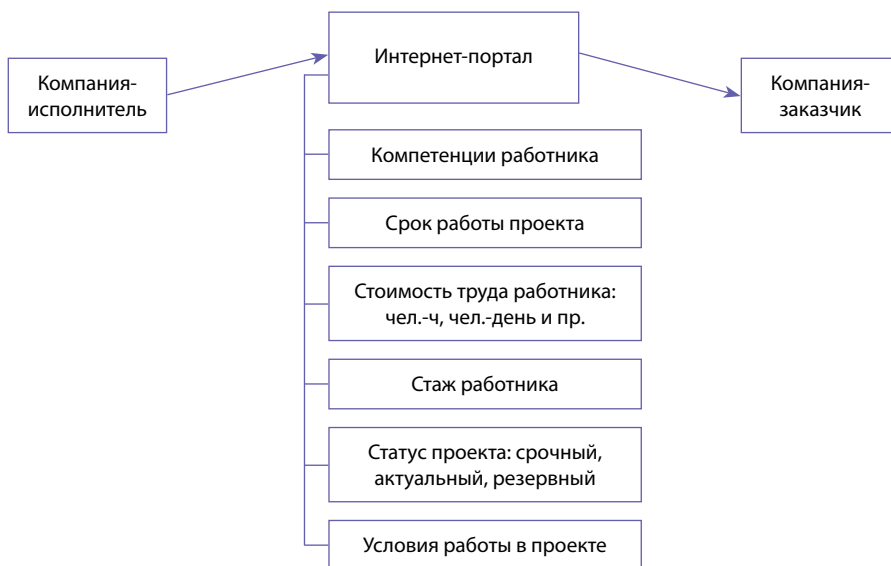 Интернет-портал
Компания-
исполнитель
Компания-
заказчик
Компетенции работника
Срок работы проекта
Стоимость труда работника:
чел.-ч, чел.-день и пр.
Стаж работника
Статус проекта: срочный,
актуальный, резервный
Условия работы в проекте